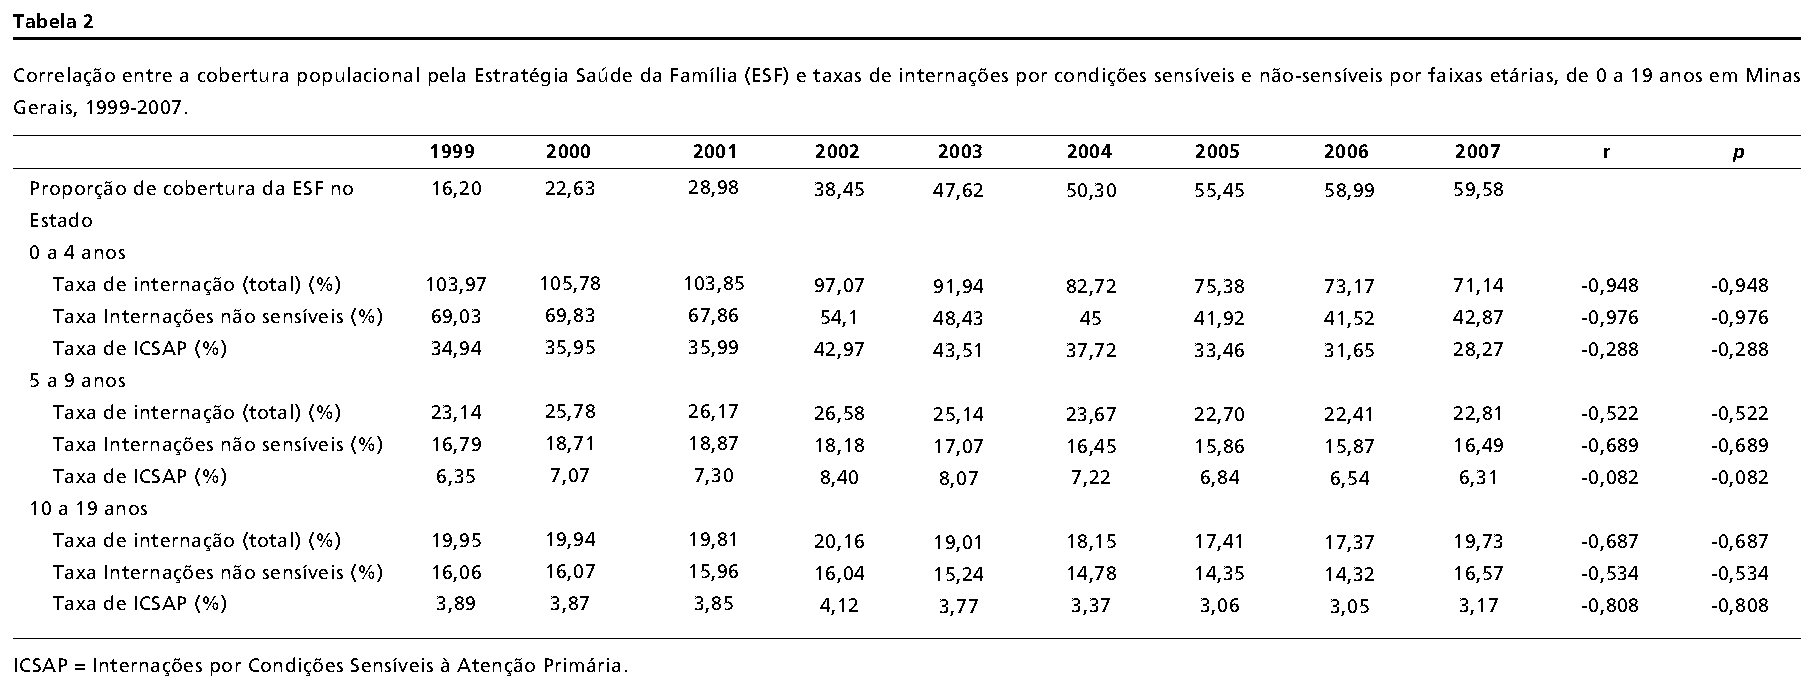 Tabela 2
Correlação entre a cobertura populacional pela Estratégia Saúde da Família (ESF) e taxas de internações por condições sensíveis e não-sensíveis por faixas etárias, de 0 a 19 anos em Minas
Gerais, 1999-2007.
1999 2000 2001 2002 2003 2004 2005 2006 2007 r p
Proporção de cobertura da ESF no 16,20 22,63 28,98 38,45 47,62 50,30 55,45 58,99 59,58
Estado
0 a 4 anos
Taxa de internação (total) (%) 103,97 105,78 103,85 97,07 91,94 82,72 75,38 73,17 71,14 -0,948 -0,948
Taxa Internações não sensíveis (%) 69,03 69,83 67,86 54,1 48,43 45 41,92 41,52 42,87 -0,976 -0,976
Taxa de ICSAP (%) 34,94 35,95 35,99 42,97 43,51 37,72 33,46 31,65 28,27 -0,288 -0,288
5 a 9 anos
Taxa de internação (total) (%) 23,14 25,78 26,17 26,58 25,14 23,67 22,70 22,41 22,81 -0,522 -0,522
Taxa Internações não sensíveis (%) 16,79 18,71 18,87 18,18 17,07 16,45 15,86 15,87 16,49 -0,689 -0,689
Taxa de ICSAP (%) 6,35 7,07 7,30 8,40 8,07 7,22 6,84 6,54 6,31 -0,082 -0,082
10 a 19 anos
Taxa de internação (total) (%) 19,95 19,94 19,81 20,16 19,01 18,15 17,41 17,37 19,73 -0,687 -0,687
Taxa Internações não sensíveis (%) 16,06 16,07 15,96 16,04 15,24 14,78 14,35 14,32 16,57 -0,534 -0,534
Taxa de ICSAP (%) 3,89 3,87 3,85 4,12 3,77 3,37 3,06 3,05 3,17 -0,808 -0,808
ICSAP = Internações por Condições Sensíveis à Atenção Primária.